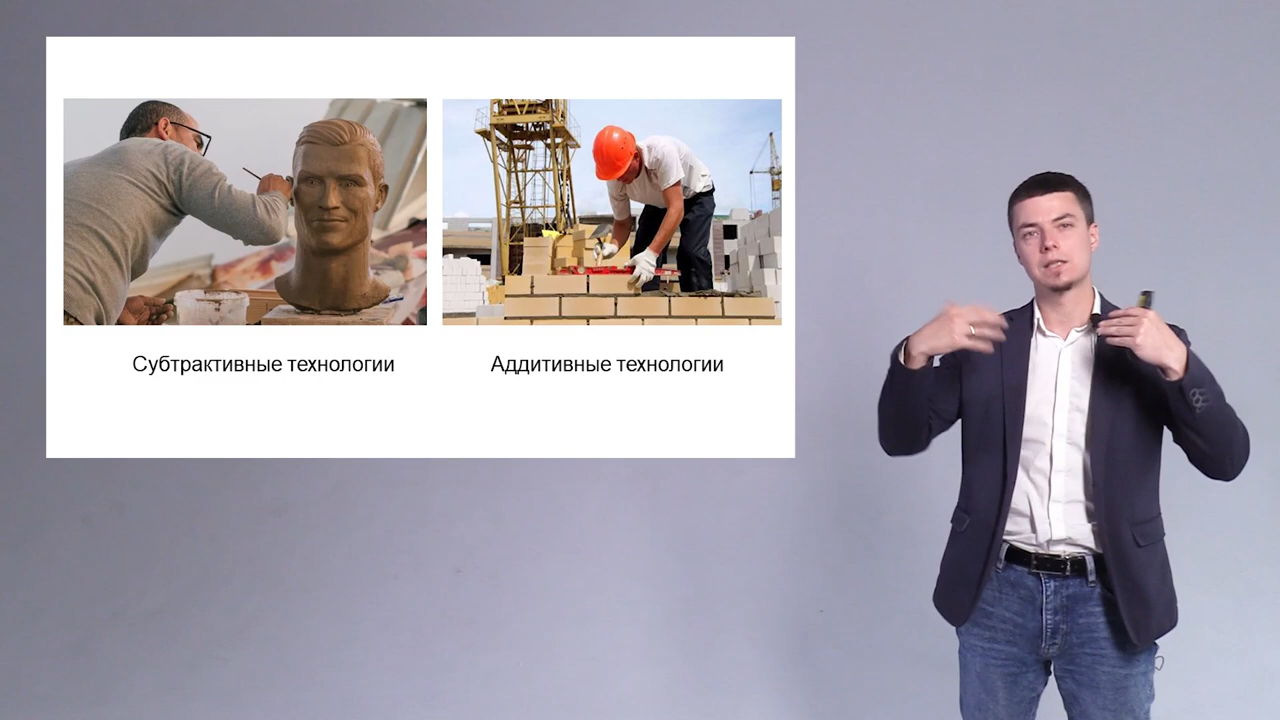 Субтрактивные технологии
Аддитивные технологии